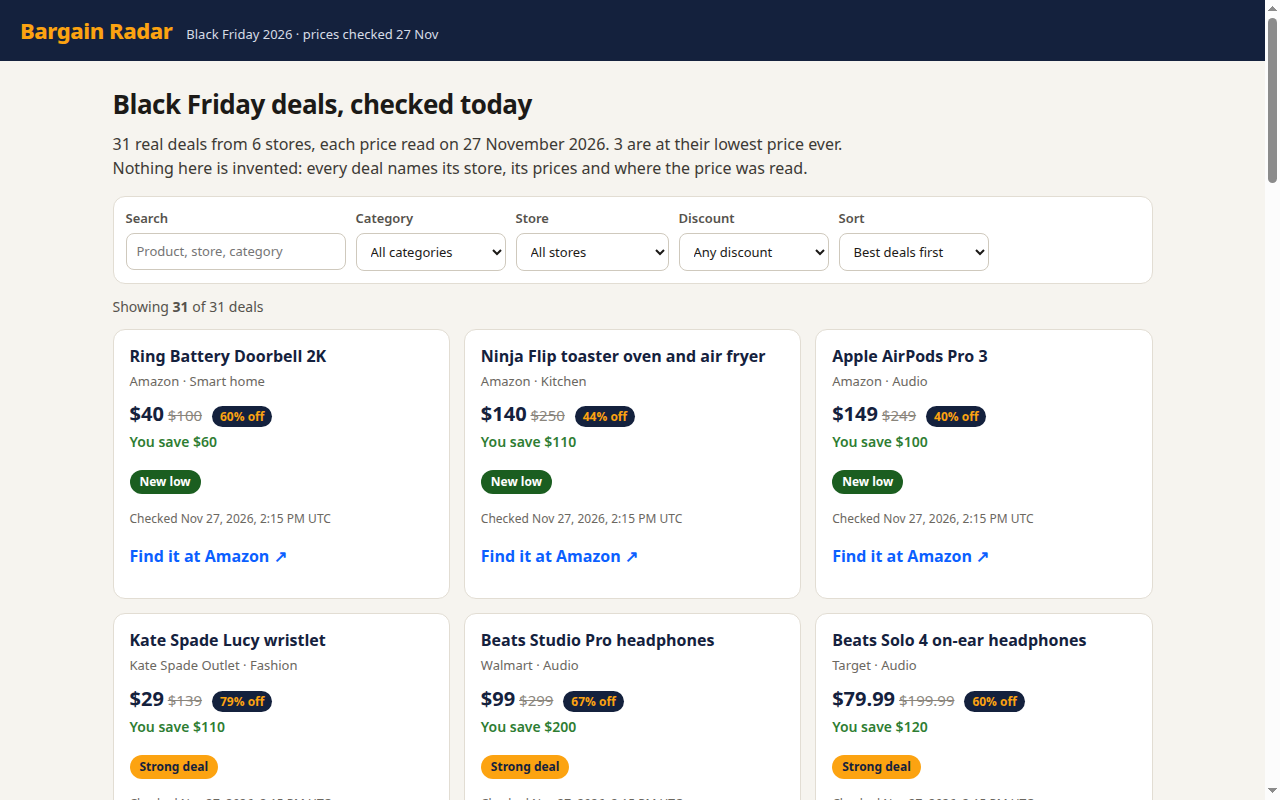 Bargain Radar Black Friday 2026 · prices checked 27 Nov
Black Friday deals, checked today
31 real deals from 6 stores, each price read on 27 November 2026. 3 are at their lowest price ever.
Nothing here is invented: every deal names its store, its prices and where the price was read.
Search Category Store Discount Sort
Product, store, category All categories All stores Any discount Best deals first
Showing 31 of 31 deals
Ring Battery Doorbell 2K
Amazon · Smart home
$40 $100 60% off
You save $60
New low
Checked Nov 27, 2026, 2:15 PM UTC
Find it at Amazon ↗
Ninja Flip toaster oven and air fryer
Amazon · Kitchen
$140 $250 44% off
You save $110
New low
Checked Nov 27, 2026, 2:15 PM UTC
Find it at Amazon ↗
Apple AirPods Pro 3
Amazon · Audio
$149 $249 40% off
You save $100
New low
Checked Nov 27, 2026, 2:15 PM UTC
Find it at Amazon ↗
Kate Spade Lucy wristlet
Kate Spade Outlet · Fashion
$29 $139 79% off
You save $110
Strong deal
Beats Studio Pro headphones
Walmart · Audio
$99 $299 67% off
You save $200
Strong deal
Beats Solo 4 on-ear headphones
Target · Audio
$79.99 $199.99 60% off
You save $120
Strong deal